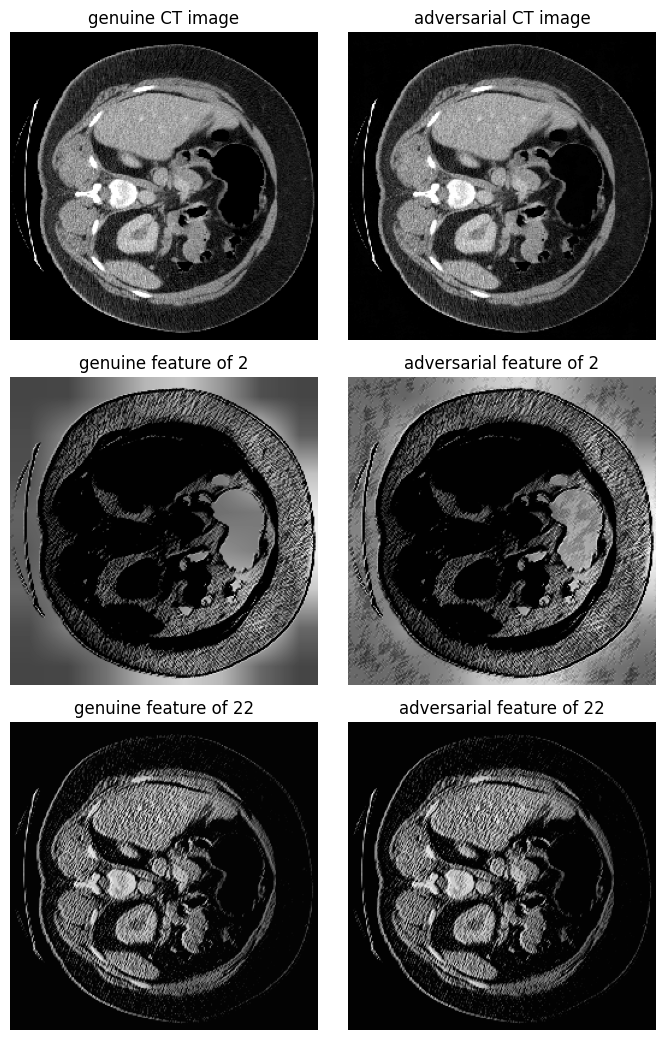 genuine CT image
adversarial CT image
genuine feature of 2
adversarial feature of 2
genuine feature of 22
adversarial feature of 22